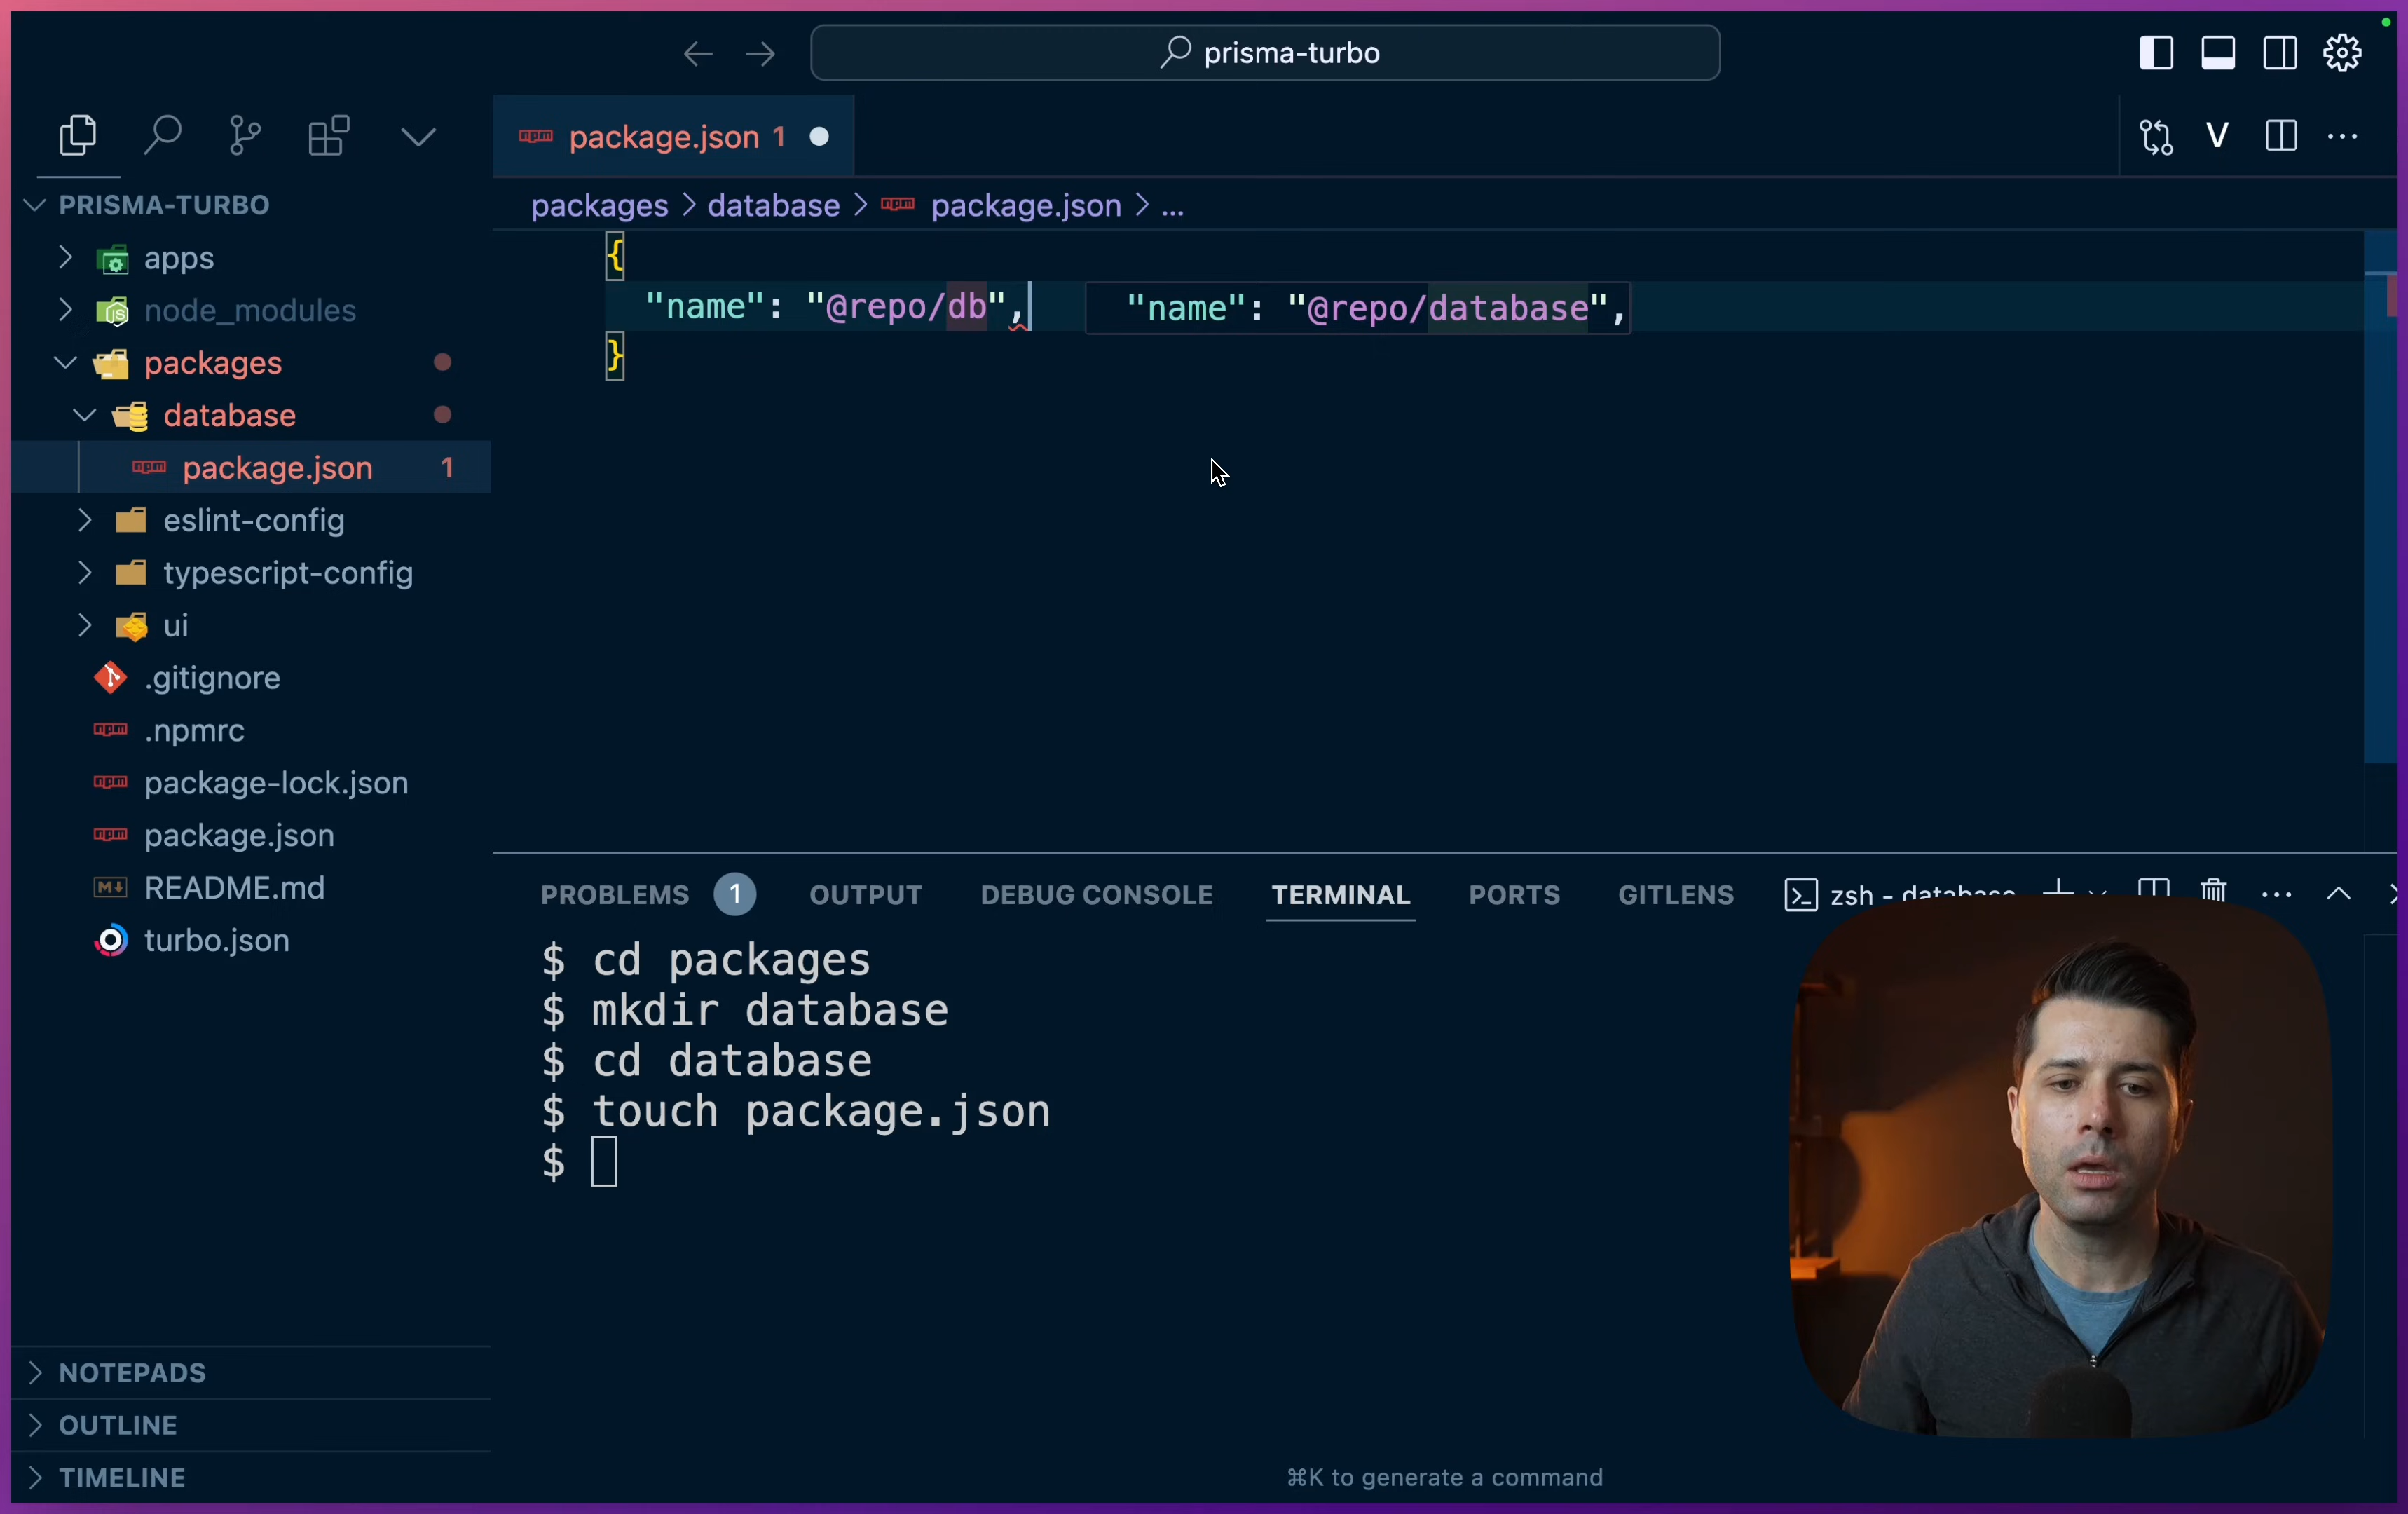 prisma-turbo
package.json 1
V
PRISMA-TURBO
packages > database > package.json > ...
apps
node_modules
packages
database
package.json 1
eslint-config
typescript-config
ui
.gitignore
.npmrc
package-lock.json
package.json
README.md
turbo.json
{
"name": "@repo/db",
"name": "@repo/database",
}
PROBLEMS 1 OUTPUT DEBUG CONSOLE TERMINAL PORTS GITLENS zsh - database
$ cd packages
$ mkdir database
$ cd database
$ touch package.json
$
NOTEPADS
OUTLINE
TIMELINE
⌘K to generate a command